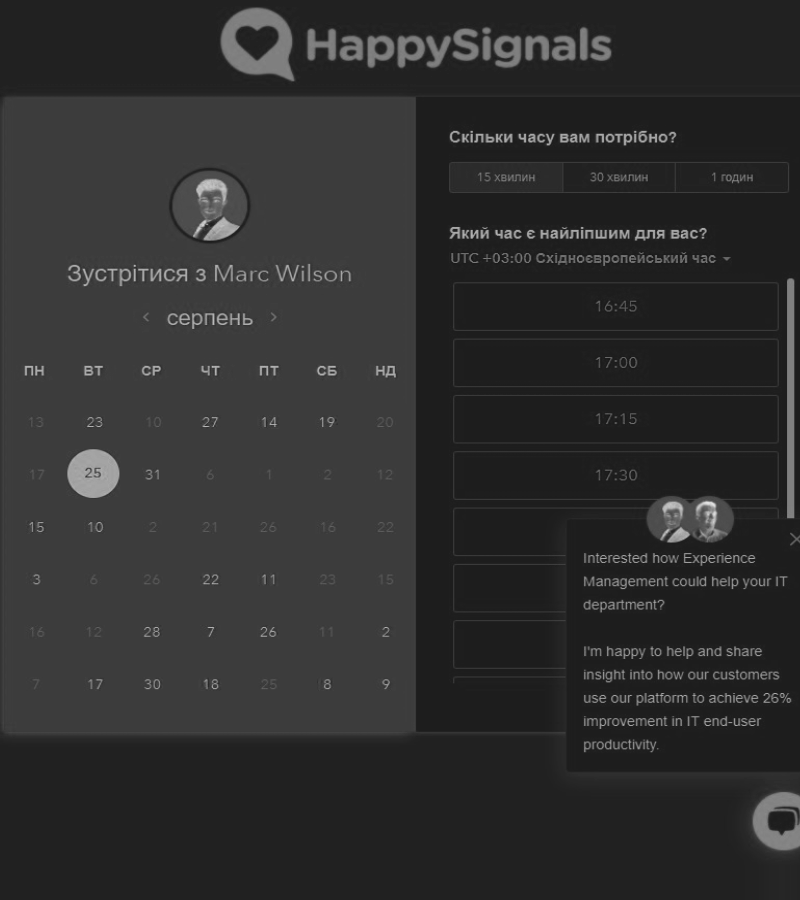 HappySignals
Зустрітися з Marc Wilson
серпень
ПН ВТ СР ЧТ ПТ СБ НД
13 23 10 27 14 19 20
17 25 31 6 1 2 12
15 10 2 21 26 16 22
3 6 26 22 11 23 15
16 12 28 7 26 11 2
7 17 30 18 25 8 9
Скільки часу вам потрібно?
15 хвилин 30 хвилин 1 годин
Який час є найліпшим для вас?
UTC +03:00 Східноєвропейський час
16:45
17:00
17:15
17:30
Interested how Experience
Management could help your IT
department?
I'm happy to help and share
insight into how our customers
use our platform to achieve 26%
improvement in IT end-user
productivity.